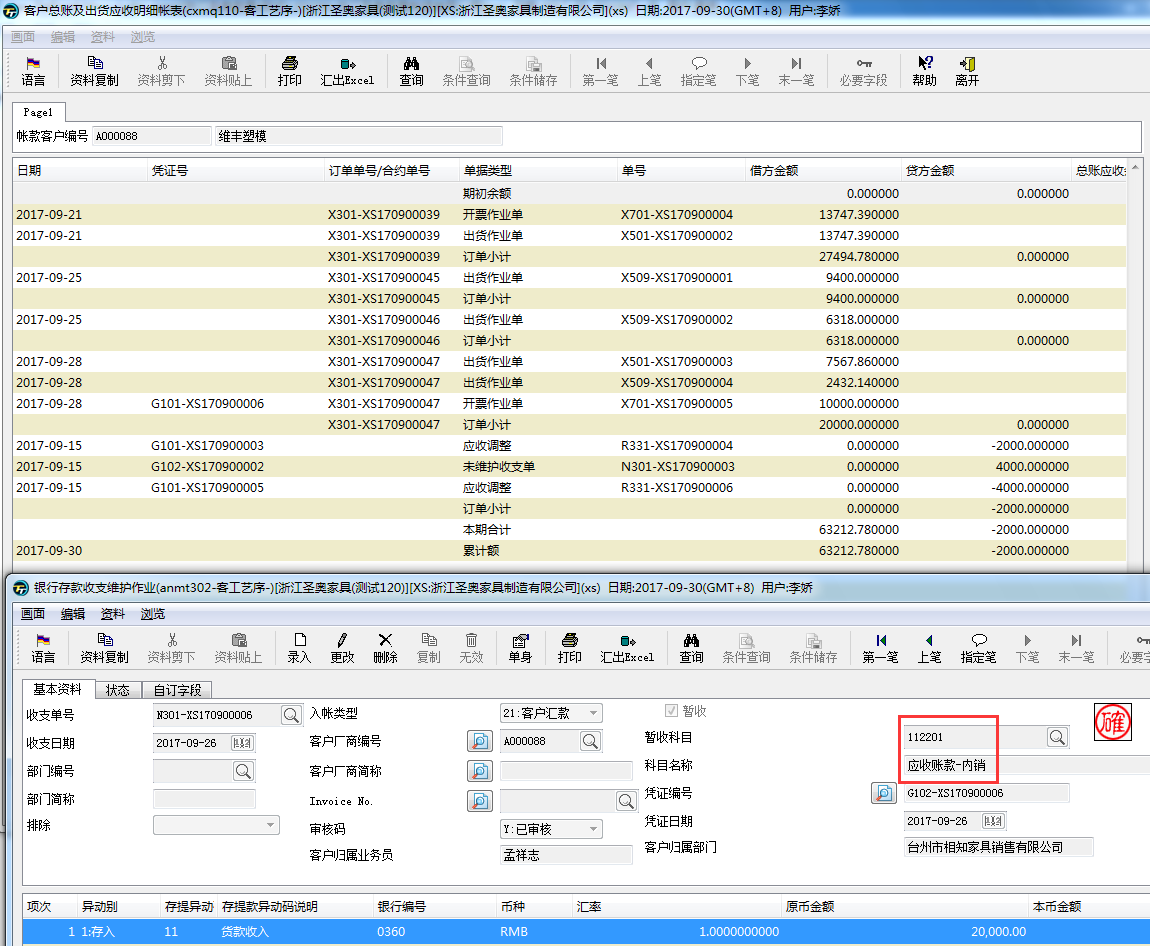 客户总账及出货应收明细帐表(cxmq110-客工艺序-)[浙江圣奥家具(测试120)][XS:浙江圣奥家具制造有限公司](xs) 日期:2017-09-30(GMT+8) 用户:李娇
画面 编辑 资料 浏览
语言 资料复制 资料剪下 资料贴上 打印 汇出Excel 查询 条件查询 条件储存 第一笔 上笔 指定笔 下笔 末一笔 必要字段 帮助 离开
Page1
帐款客户编号 A000088 维丰塑模
日期 凭证号 订单单号/合约单号 单据类型 单号 借方金额 贷方金额 总账应收
期初余额 0.000000 0.000000
2017-09-21 X301-XS170900039 开票作业单 X701-XS170900004 13747.390000
2017-09-21 X301-XS170900039 出货作业单 X501-XS170900002 13747.390000
X301-XS170900039 订单小计 27494.780000 0.000000
2017-09-25 X301-XS170900045 出货作业单 X509-XS170900001 9400.000000
X301-XS170900045 订单小计 9400.000000 0.000000
2017-09-25 X301-XS170900046 出货作业单 X509-XS170900002 6318.000000
X301-XS170900046 订单小计 6318.000000 0.000000
2017-09-28 X301-XS170900047 出货作业单 X501-XS170900003 7567.860000
2017-09-28 X301-XS170900047 出货作业单 X509-XS170900004 2432.140000
2017-09-28 G101-XS170900006 X301-XS170900047 开票作业单 X701-XS170900005 10000.000000
X301-XS170900047 订单小计 20000.000000 0.000000
2017-09-15 G101-XS170900003 应收调整 R331-XS170900004 0.000000 -2000.000000
2017-09-15 G102-XS170900002 未维护收支单 N301-XS170900003 0.000000 4000.000000
2017-09-15 G101-XS170900005 应收调整 R331-XS170900006 0.000000 -4000.000000
订单小计 0.000000 -2000.000000
本期合计 63212.780000 -2000.000000
2017-09-30 累计额 63212.780000 -2000.000000
银行存款收支维护作业(anmt302-客工艺序-)[浙江圣奥家具(测试120)][XS:浙江圣奥家具制造有限公司](xs) 日期:2017-09-30(GMT+8) 用户:李娇
画面 编辑 资料 浏览
语言 资料复制 资料剪下 资料贴上 录入 更改 删除 复制 无效 单身 打印 汇出Excel 查询 条件查询 条件储存 第一笔 上笔 指定笔 下笔 末一笔 必要字
基本资料 状态 自订字段
收支单号 N301-XS170900006 入帐类型 21:客户汇款 暂收
確
收支日期 2017-09-26 客户厂商编号 A000088 暂收科目 112201
部门编号 客户厂商简称 科目名称 应收账款-内销
部门简称 Invoice No. 凭证编号 G102-XS170900006
排除 审核码 Y:已审核 凭证日期 2017-09-26
客户归属业务员 孟祥志 客户归属部门 台州市相知家具销售有限公司
项次 异动别 存提异动 存提款异动码说明 银行编号 币种 汇率 原币金额 本币金额
1 1:存入 11 货款收入 0360 RMB 1.0000000000 20,000.00